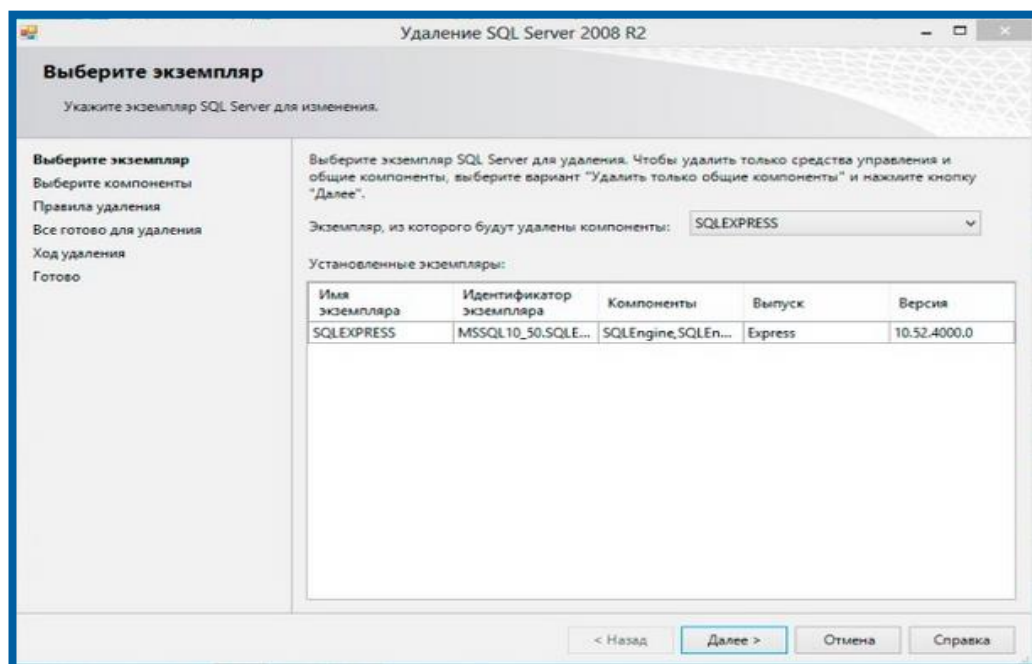 Удаление SQL Server 2008 R2
Выберите экземпляр
Укажите экземпляр SQL Server для изменения.
Выберите экземпляр
Выберите компоненты
Правила удаления
Все готово для удаления
Ход удаления
Готово
Выберите экземпляр SQL Server для удаления. Чтобы удалить только средства управления и
общие компоненты, выберите вариант "Удалить только общие компоненты" и нажмите кнопку
"Далее".
Экземпляр, из которого будут удалены компоненты: SQLEXPRESS
Установленные экземпляры:
Имя экземпляра Идентификатор экземпляра Компоненты Выпуск Версия
SQLEXPRESS MSSQL10_50.SQLE... SQLEngine,SQLEn... Express 10.52.4000.0
< Назад Далее > Отмена Справка